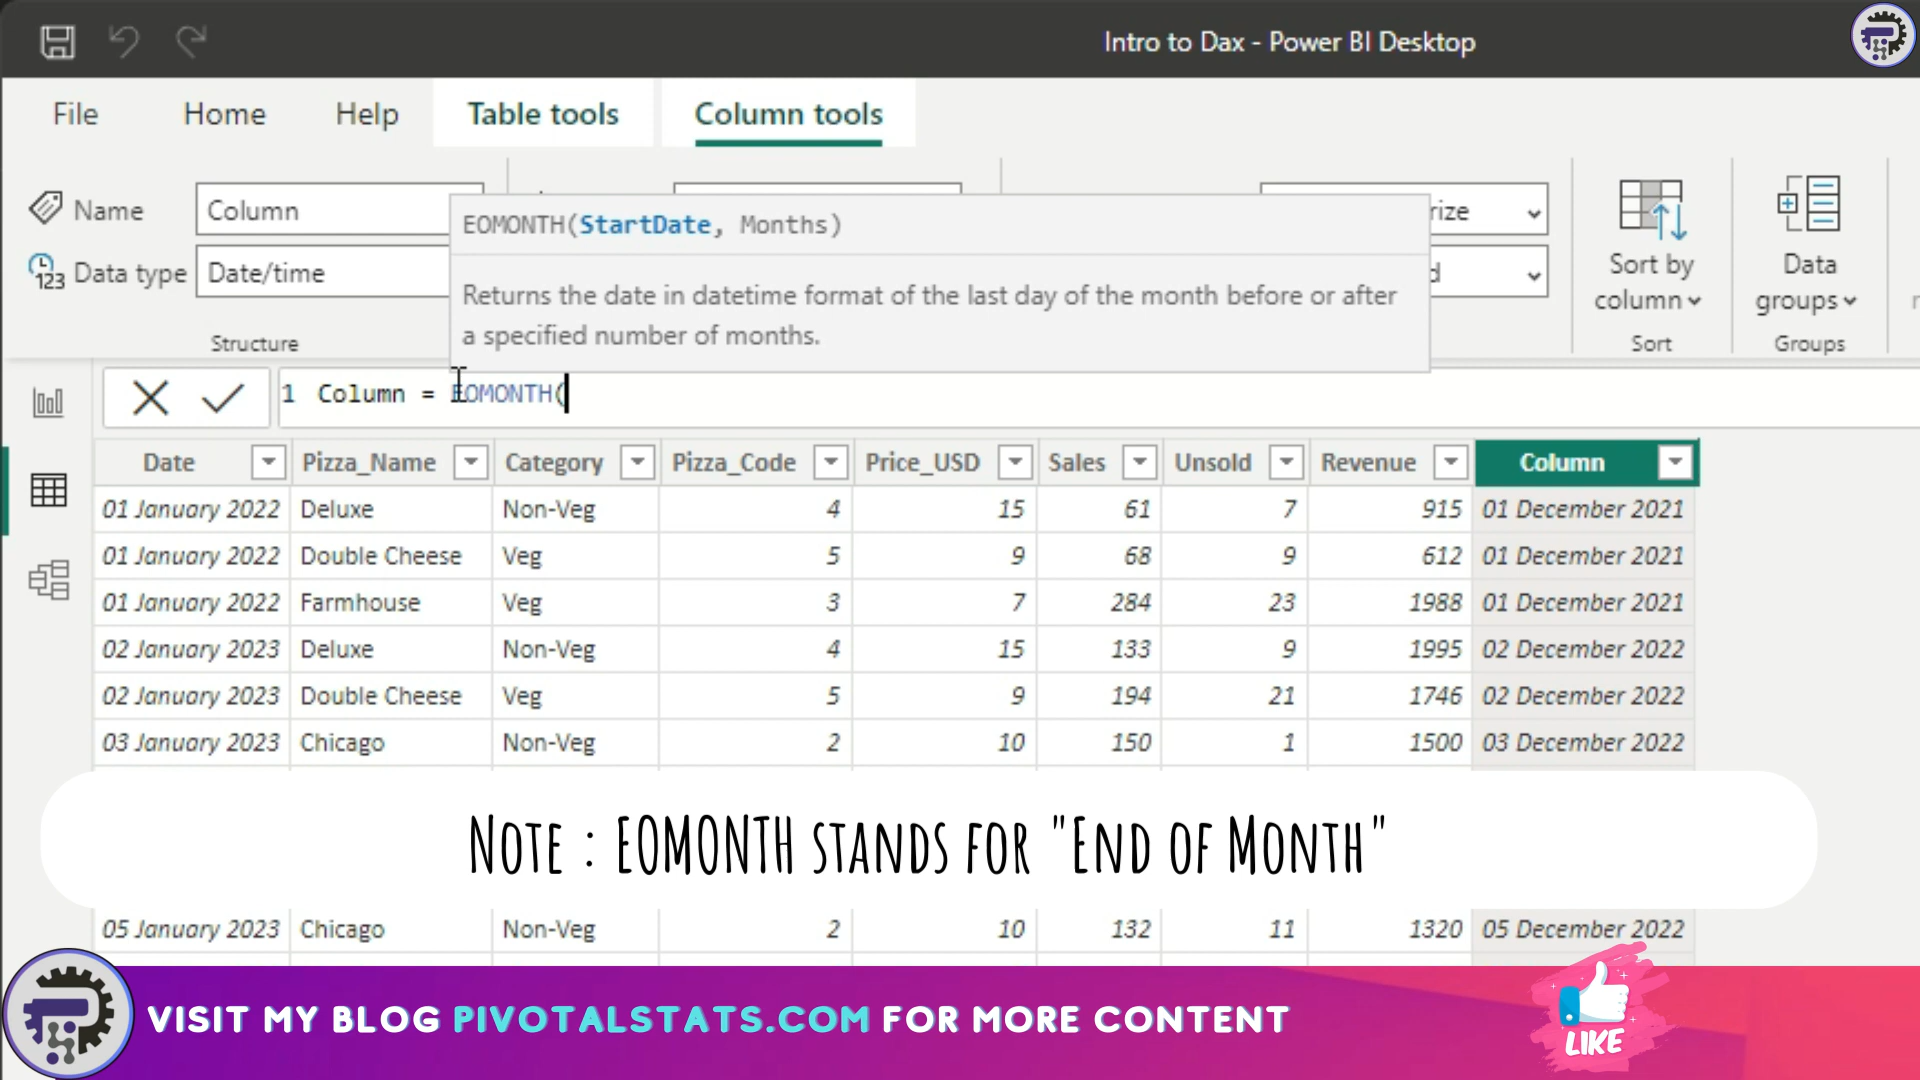 Intro to Dax - Power BI Desktop
File Home Help Table tools Column tools
Name Column
Data type Date/time
Structure
EOMONTH(StartDate, Months)
Returns the date in datetime format of the last day of the month before or after
a specified number of months.
rize
d
Sort by
column
Sort
Data
groups
Groups
1 Column = EOMONTH(
Date Pizza_Name Category Pizza_Code Price_USD Sales Unsold Revenue Column
01 January 2022 Deluxe Non-Veg 4 15 61 7 915 01 December 2021
01 January 2022 Double Cheese Veg 5 9 68 9 612 01 December 2021
01 January 2022 Farmhouse Veg 3 7 284 23 1988 01 December 2021
02 January 2023 Deluxe Non-Veg 4 15 133 9 1995 02 December 2022
02 January 2023 Double Cheese Veg 5 9 194 21 1746 02 December 2022
03 January 2023 Chicago Non-Veg 2 10 150 1 1500 03 December 2022
Note : EOMONTH stands for "End of Month"
05 January 2023 Chicago Non-Veg 2 10 132 11 1320 05 December 2022
VISIT MY BLOG PIVOTALSTATS.COM FOR MORE CONTENT
LIKE